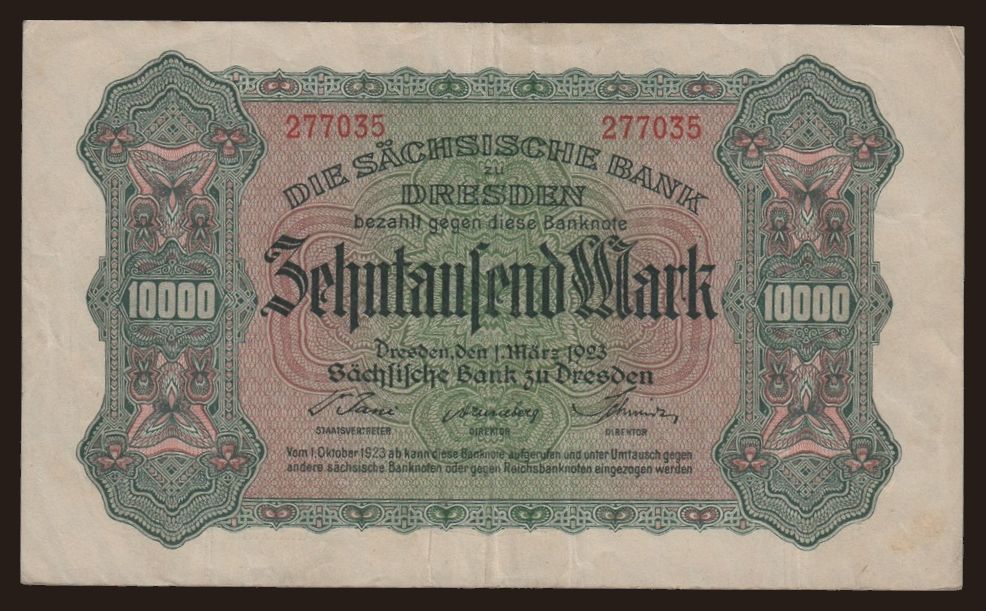 277035 277035
DIE SÄCHSISCHE BANK
zu
DRESDEN
bezahlt gegen diese Banknote
Zehntausend Mark
10000 10000
Dresden, den 1. März 1923
Sächsische Bank zu Dresden
STAATSVERTRETER DIREKTOR DIREKTOR
Vom 1. Oktober 1923 ab kann diese Banknote aufgerufen und unter Umtausch gegen
andere sächsische Banknoten oder gegen Reichsbanknoten eingezogen werden